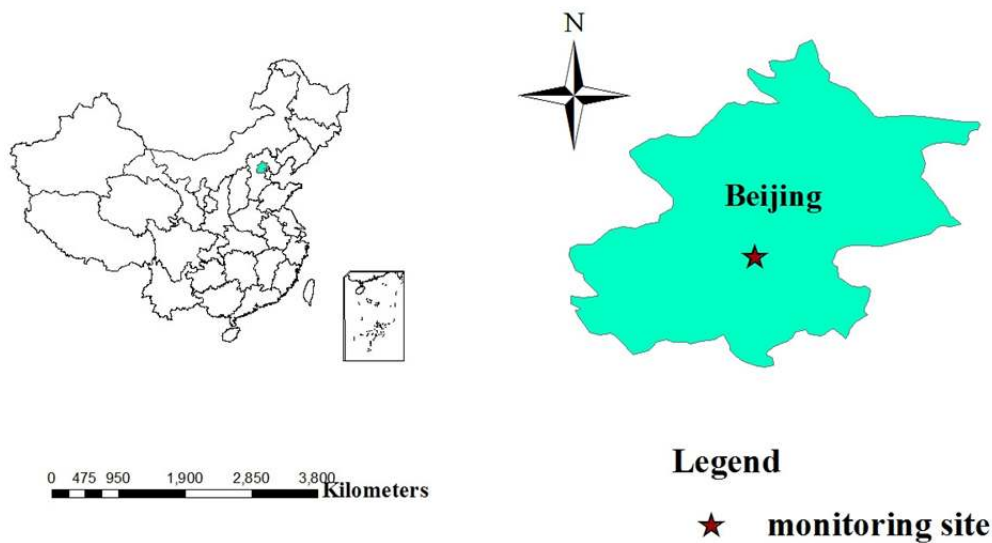 N
Beijing
0 475 950 1,900 2,850 3,800
Kilometers
Legend
monitoring site